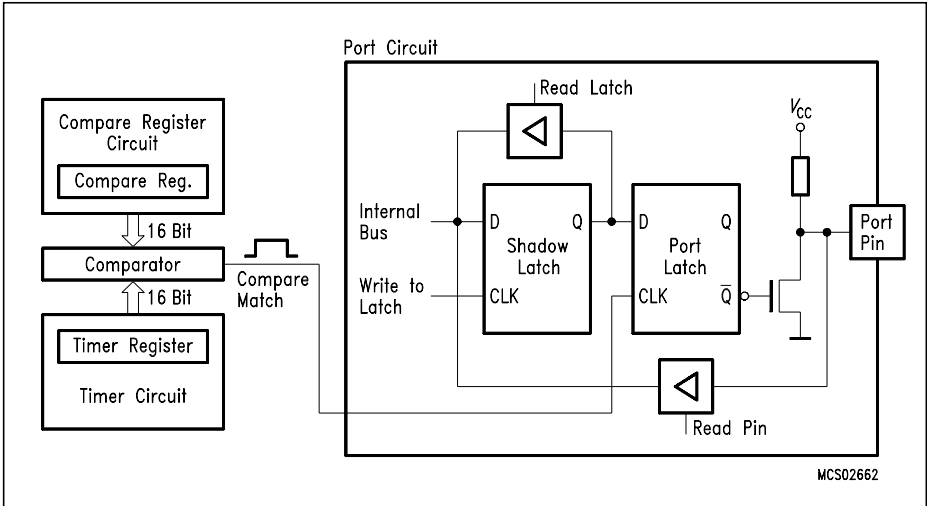 Port Circuit
Compare Register
Circuit
Compare Reg.
16 Bit
Comparator
16 Bit
Timer Register
Timer Circuit
Compare
Match
Read Latch
Internal
Bus
Write to
Latch
D
Q
Shadow
Latch
CLK
D
Q
Port
Latch
CLK
Q̅
VCC
Port
Pin
Read Pin
MCS02662